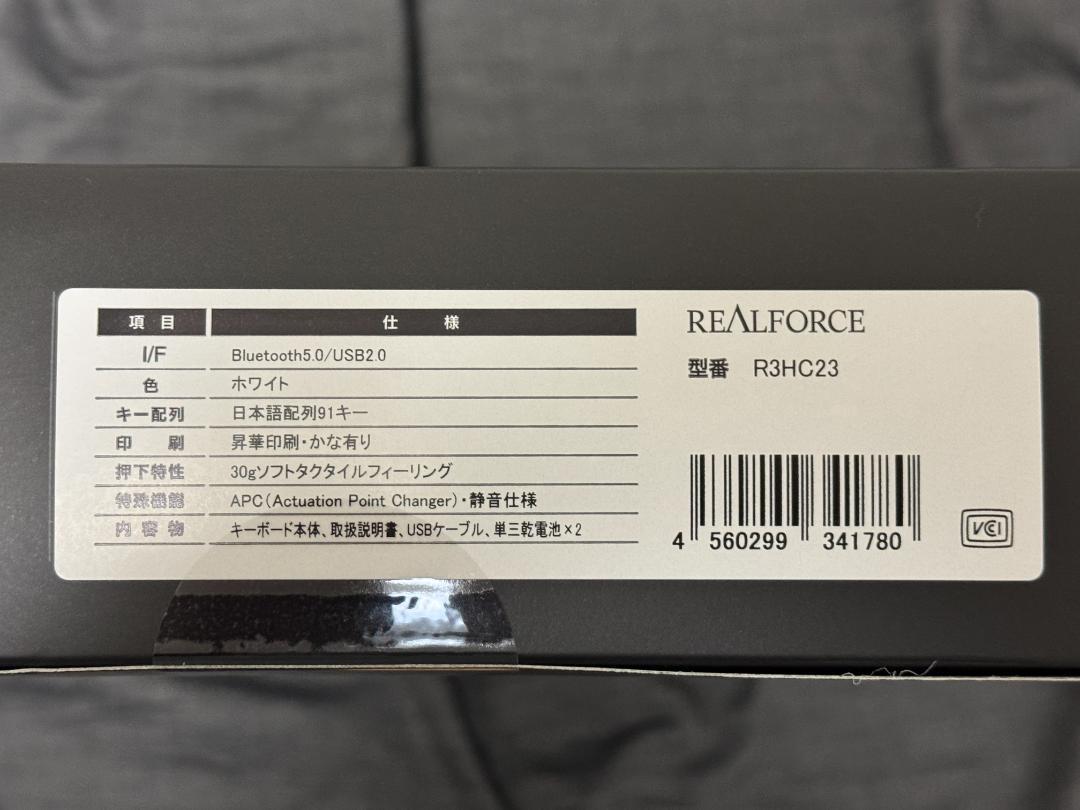 項目 仕様
I/F Bluetooth5.0/USB2.0
色 ホワイト
キー配列 日本語配列91キー
印刷 昇華印刷・かな有り
押下特性 30gソフトタクタイルフィーリング
特殊機能 APC(Actuation Point Changer)・静音仕様
内容物 キーボード本体、取扱説明書、USBケーブル、単三乾電池×2
REALFORCE
型番 R3HC23
4 560299 341780
VCCI